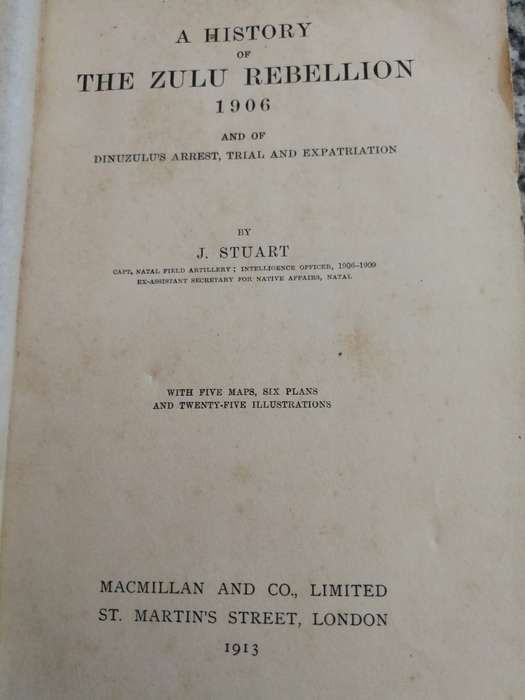 A HISTORY
OF
THE ZULU REBELLION
1906
AND OF
DINUZULU'S ARREST, TRIAL AND EXPATRIATION
BY
J. STUART
CAPT. NATAL FIELD ARTILLERY; INTELLIGENCE OFFICER, 1906-1909
EX-ASSISTANT SECRETARY FOR NATIVE AFFAIRS, NATAL
WITH FIVE MAPS, SIX PLANS
AND TWENTY-FIVE ILLUSTRATIONS
MACMILLAN AND CO., LIMITED
ST. MARTIN'S STREET, LONDON
1913